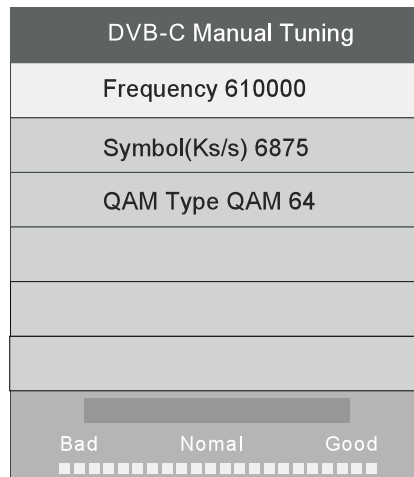 DVB-C Manual Tuning
Frequency 610000
Symbol(Ks/s) 6875
QAM Type QAM 64
Bad Nomal Good